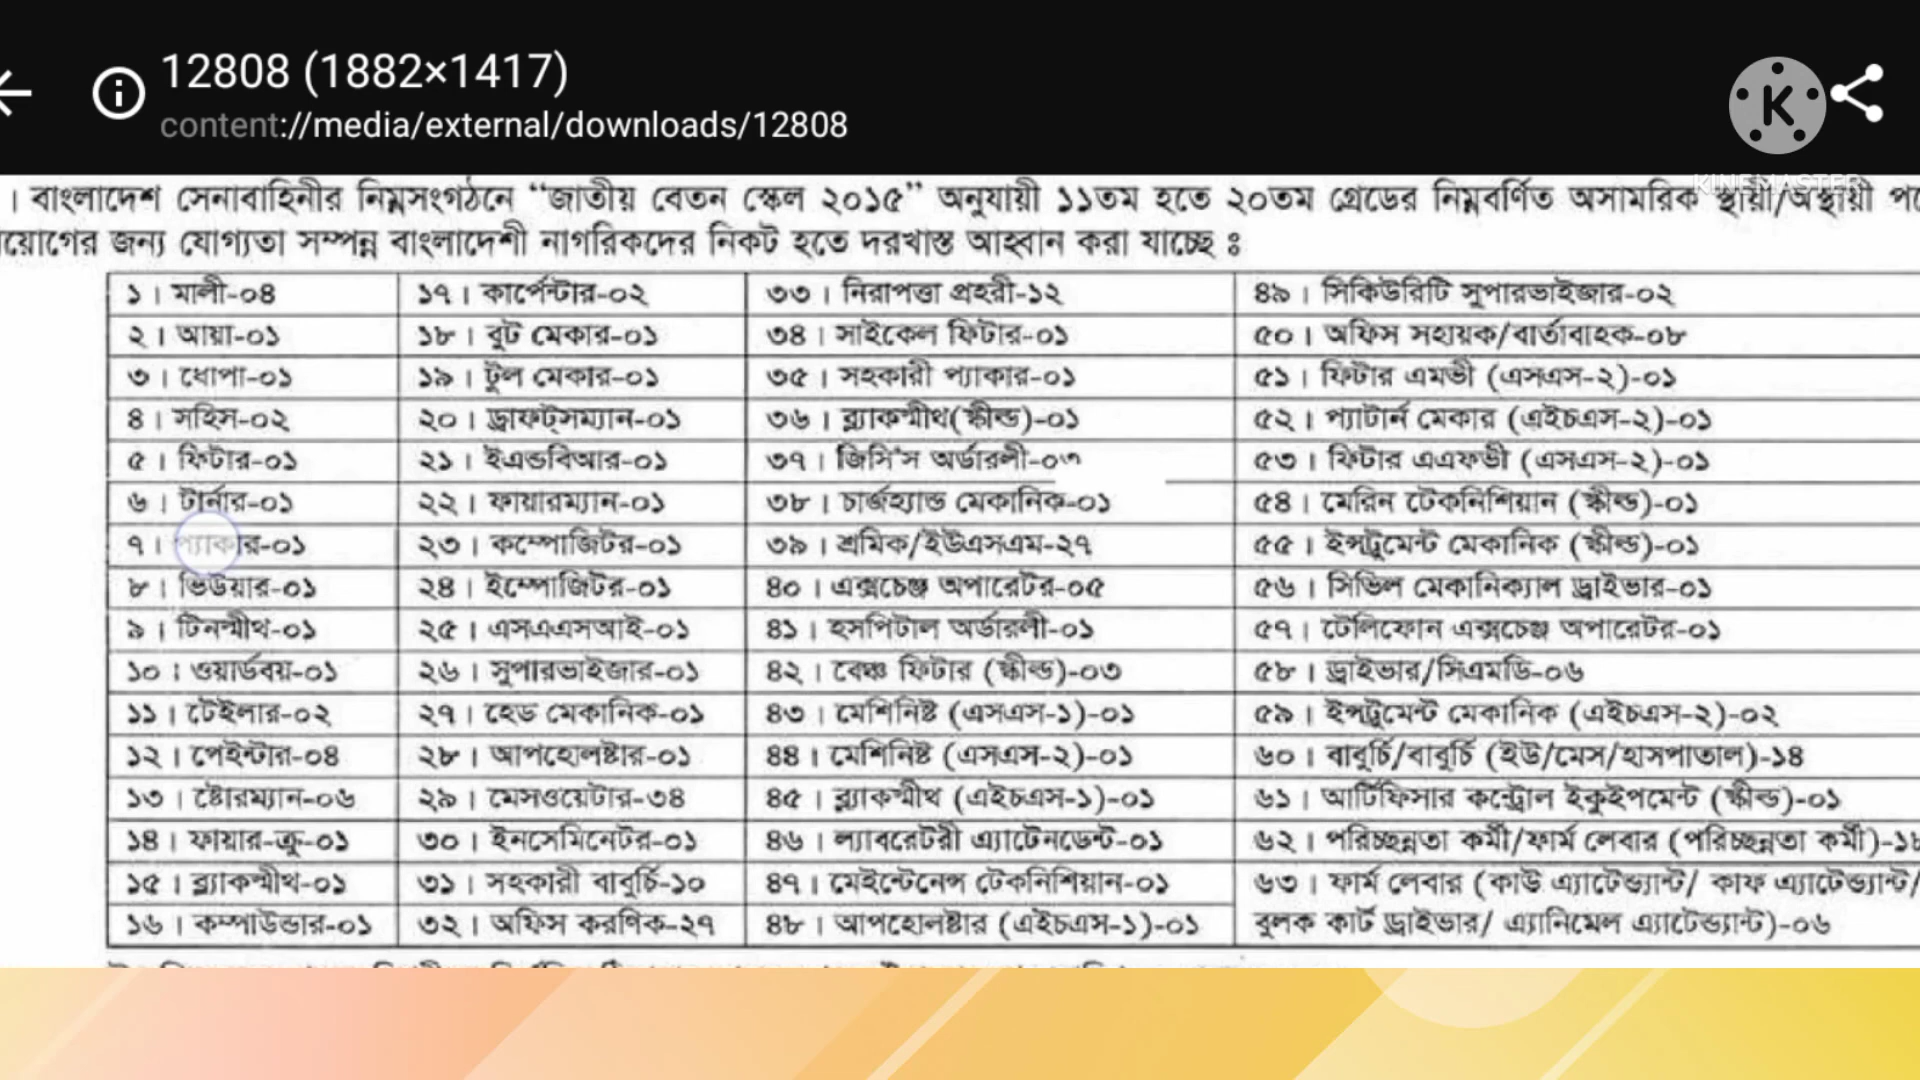 12808 (1882×1417)
content://media/external/downloads/12808
K
KINEMASTER
। বাংলাদেশ সেনাবাহিনীর নিম্নসংগঠনে “জাতীয় বেতন স্কেল ২০১৫” অনুযায়ী ১১তম হতে ২০তম গ্রেডের নিম্নবর্ণিত অসামরিক স্থায়ী/অস্থায়ী
জন্য যোগ্যতা সম্পন্ন বাংলাদেশী নাগরিকদের নিকট হতে দরখাস্ত আহ্বান করা যাচ্ছে ঃ
১। মালী-০৪ ১৭। কার্পেন্টার-০২ ৩৩। নিরাপত্তা প্রহরী-১২ ৪৯। সিকিউরিটি সুপারভাইজার-০২
২। আয়া-০১ ১৮। বুট মেকার-০১ ৩৪। সাইকেল ফিটার-০১ ৫০। অফিস সহায়ক/বার্তাবাহক-০৮
৩। ধোপা-০১ ১৯। টুল মেকার-০১ ৩৫। সহকারী প্যাকার-০১ ৫১। ফিটার এমভী (এসএস-২)-০১
৪। সহিস-০২ ২০। ড্রাফট্সম্যান-০১ ৩৬। ব্ল্যাকস্মীথ(স্কীল্ড)-০১ ৫২। প্যাটার্ন মেকার (এইচএস-২)-০১
৫। ফিটার-০১ ২১। ইএন্ডবিআর-০১ ৩৭। জিসি'স অর্ডারলী-০৩ ৫৩। ফিটার এএফভী (এসএস-২)-০১
৬। টার্নার-০১ ২২। ফায়ারম্যান-০১ ৩৮। চার্জহ্যান্ড মেকানিক-০১ ৫৪। মেরিন টেকনিশিয়ান (স্কীল্ড)-০১
৭। প্যাকার-০১ ২৩। কম্পোজিটর-০১ ৩৯। শ্রমিক/ইউএসএম-২৭ ৫৫। ইন্সট্রুমেন্ট মেকানিক (স্কীল্ড)-০১
৮। ভিউয়ার-০১ ২৪। ইম্পোজিটর-০১ ৪০। এক্সচেঞ্জ অপারেটর-০৫ ৫৬। সিভিল মেকানিক্যাল ড্রাইভার-০১
৯। টিনস্মীথ-০১ ২৫। এসএএসআই-০১ ৪১। হসপিটাল অর্ডারলী-০১ ৫৭। টেলিফোন এক্সচেঞ্জ অপারেটর-০১
১০। ওয়ার্ডবয়-০১ ২৬। সুপারভাইজার-০১ ৪২। বেঞ্চ ফিটার (স্কীল্ড)-০৩ ৫৮। ড্রাইভার/সিএমডি-০৬
১১। টেইলার-০২ ২৭। হেড মেকানিক-০১ ৪৩। মেশিনিষ্ট (এসএস-১)-০১ ৫৯। ইন্সট্রুমেন্ট মেকানিক (এইচএস-২)-০২
১২। পেইন্টার-০৪ ২৮। আপহোলষ্টার-০১ ৪৪। মেশিনিষ্ট (এসএস-২)-০১ ৬০। বাবুর্চি/বাবুর্চি (ইউ/মেস/হাসপাতাল)-১৪
১৩। ষ্টোরম্যান-০৬ ২৯। মেসওয়েটার-৩৪ ৪৫। ব্ল্যাকস্মীথ (এইচএস-১)-০১ ৬১। আর্টিফিসার কন্ট্রোল ইকুইপমেন্ট (স্কীল্ড)-০১
১৪। ফায়ার-ক্রু-০১ ৩০। ইনসেমিনেটর-০১ ৪৬। ল্যাবরেটরী এ্যাটেনডেন্ট-০১ ৬২। পরিচ্ছন্নতা কর্মী/ফার্ম লেবার (পরিচ্ছন্নতা কর্মী)-১৮
১৫। ব্ল্যাকস্মীথ-০১ ৩১। সহকারী বাবুর্চি-১০ ৪৭। মেইন্টেনেন্স টেকনিশিয়ান-০১ ৬৩। ফার্ম লেবার (কাউ এ্যাটেন্ড্যান্ট/ কাফ এ্যাটেন্ড্যান্ট/
১৬। কম্পাউন্ডার-০১ ৩২। অফিস করণিক-২৭ ৪৮। আপহোলষ্টার (এইচএস-১)-০১ বুলক কার্ট ড্রাইভার/ এ্যানিমেল এ্যাটেন্ড্যান্ট)-০৬